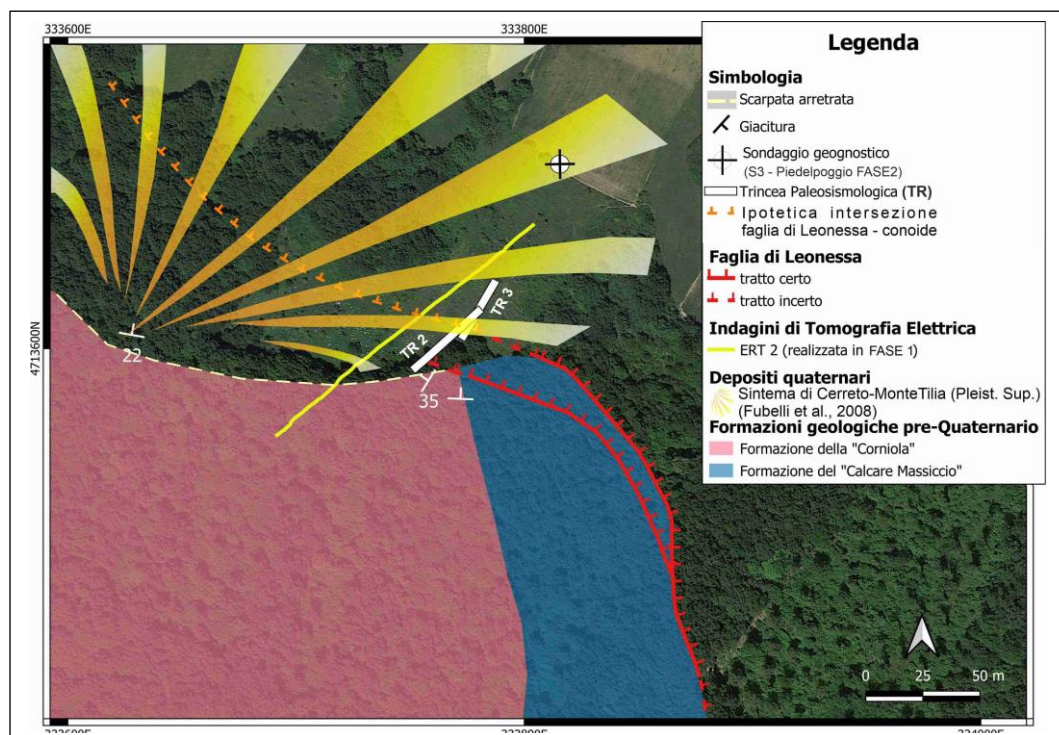 333600E
333800E
4713600N
Legenda
Simbologia
Scarpata arretrata
Giacitura
Sondaggio geognostico
(S3 - Piedelpoggio FASE2)
Trincea Paleosismologica (TR)
Ipotetica intersezione
faglia di Leonessa - conoide
Faglia di Leonessa
tratto certo
tratto incerto
Indagini di Tomografia Elettrica
ERT 2 (realizzata in FASE 1)
Depositi quaternari
Sintema di Cerreto-MonteTilia (Pleist. Sup.)
(Fubelli et al., 2008)
Formazioni geologiche pre-Quaternario
Formazione della "Corniola"
Formazione del "Calcare Massiccio"
TR 3
TR 2
22
35
0 25 50 m
333600E
333800E
334000E